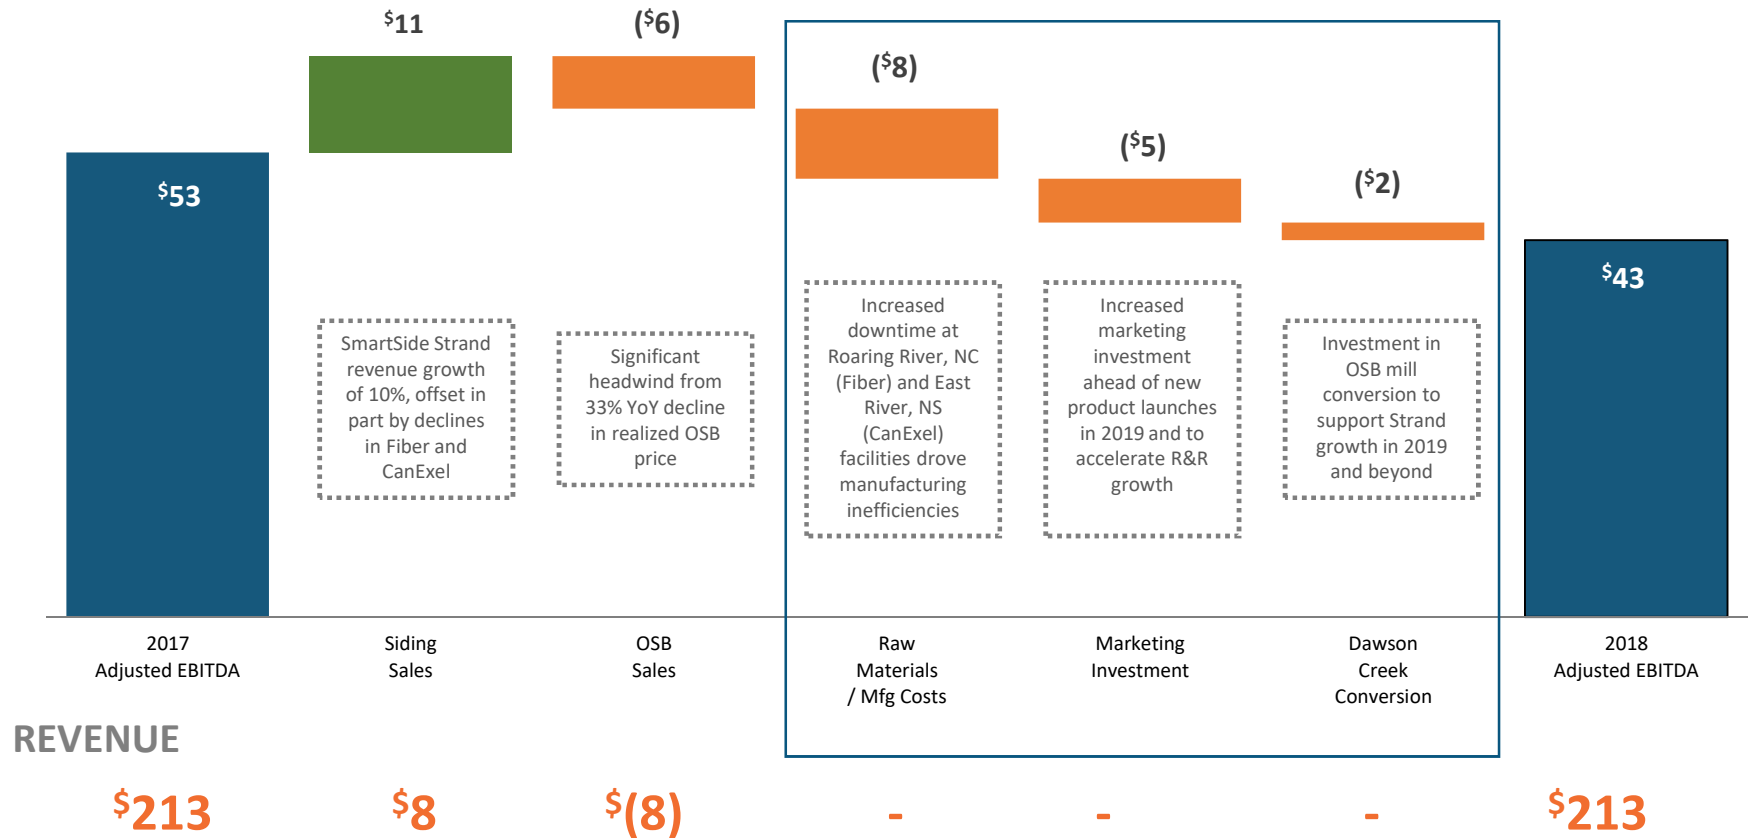 $11
($6)
($8)
($5)
($2)
$53
$43
SmartSide Strand
revenue growth
of 10%, offset in
part by declines
in Fiber and
CanExel
Significant
headwind from
33% YoY decline
in realized OSB
price
Increased
downtime at
Roaring River, NC
(Fiber) and East
River, NS
(CanExel)
facilities drove
manufacturing
inefficiencies
Increased
marketing
investment
ahead of new
product launches
in 2019 and to
accelerate R&R
growth
Investment in
OSB mill
conversion to
support Strand
growth in 2019
and beyond
2017
Adjusted EBITDA
Siding
Sales
OSB
Sales
Raw
Materials
/ Mfg Costs
Marketing
Investment
Dawson
Creek
Conversion
2018
Adjusted EBITDA
REVENUE
$213 $8 $(8) - - - $213